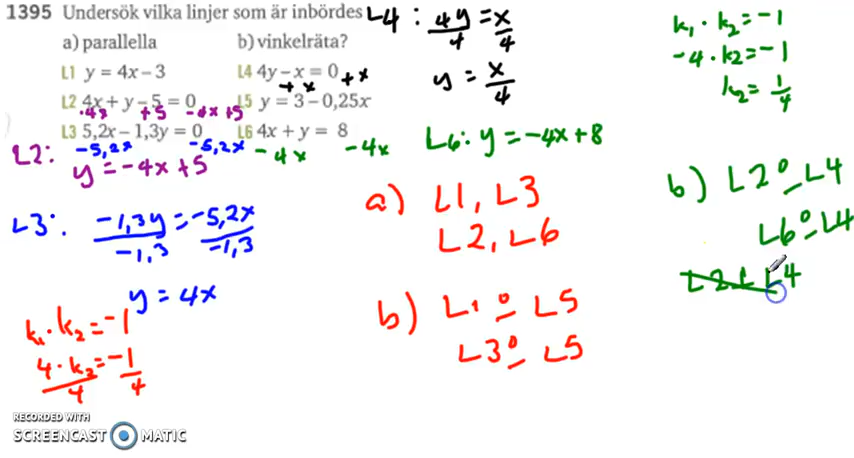 1395 Undersök vilka linjer som är inbördes
a) parallella b) vinkelräta?
L1 y = 4x − 3 L4 4y − x = 0
+x +x
L2 4x + y − 5 = 0 L5 y = 3 − 0,25x
-4x +5 -4x +5
L3 5,2x − 1,3y = 0 L6 4x + y = 8
-5,2x -5,2x -4x -4x
L4: 4y/4 = x/4
y = x/4
L2: y = -4x + 5
L6: y = -4x + 8
L3: -1,3y/-1,3 = -5,2x/-1,3
y = 4x
k₁ · k₂ = -1
4 · k₂/4 = -1/4
a) L1, L3
L2, L6
b) L1 o L5
L3 o L5
k₁ · k₂ = -1
-4 · k₂ = -1
k₂ = 1/4
b) L2 o L4
L6 o L4
L2 L L4
RECORDED WITH
SCREENCAST MATIC